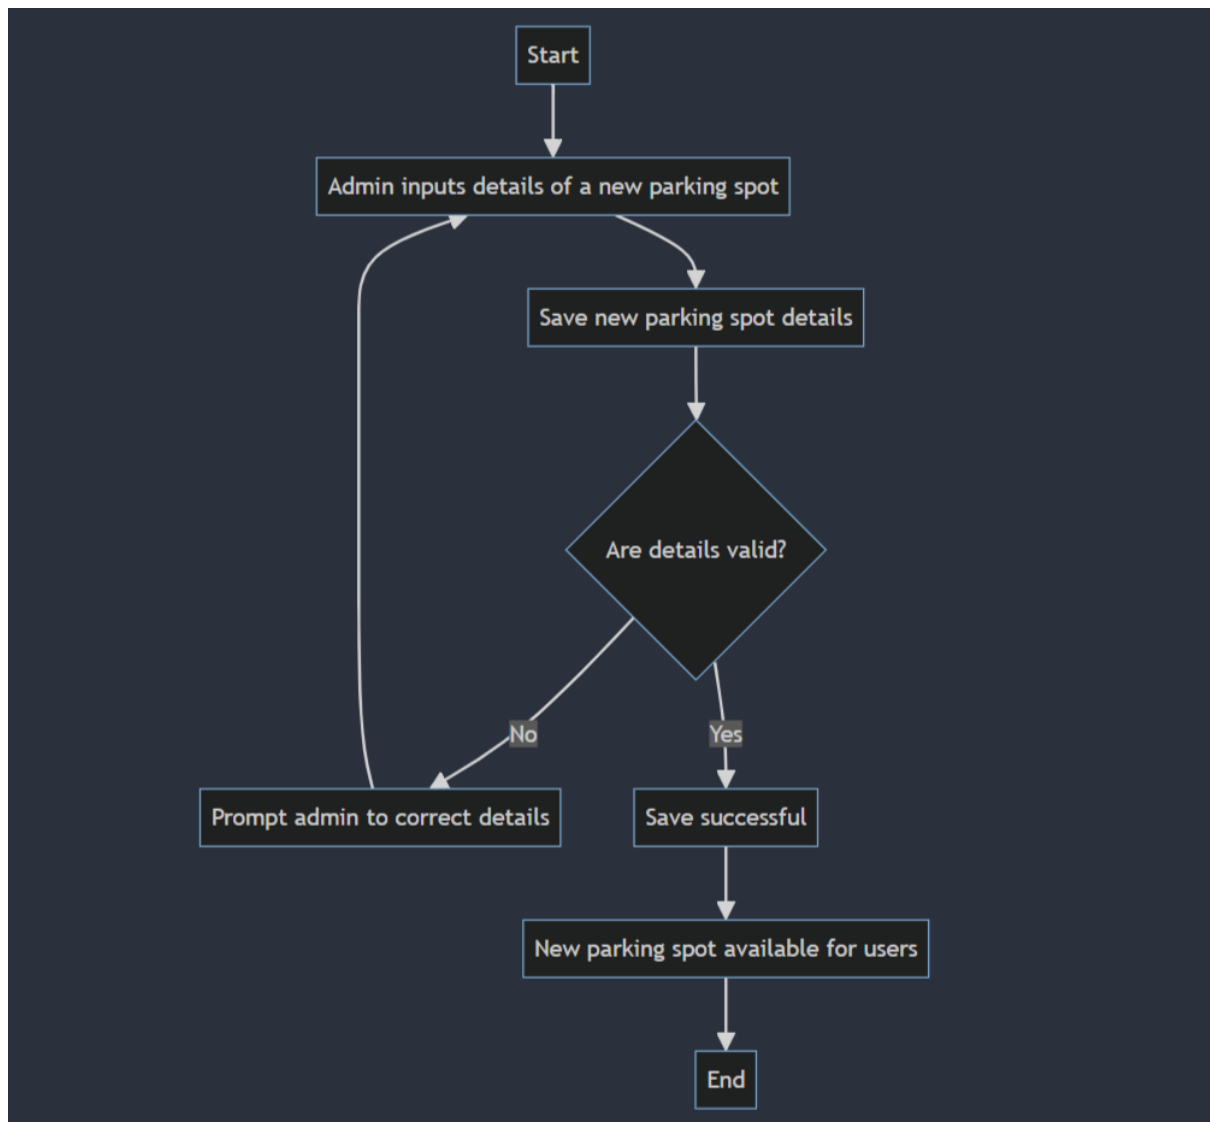 Start
Admin inputs details of a new parking spot
Save new parking spot details
Are details valid?
No
Yes
Prompt admin to correct details
Save successful
New parking spot available for users
End